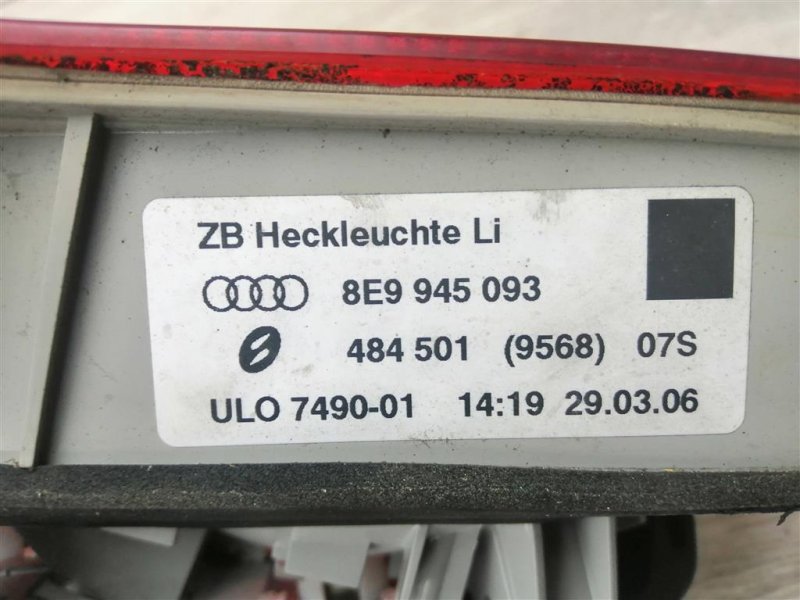 ZB Heckleuchte Li
8E9 945 093
484 501 (9568) 07S
ULO 7490-01 14:19 29.03.06